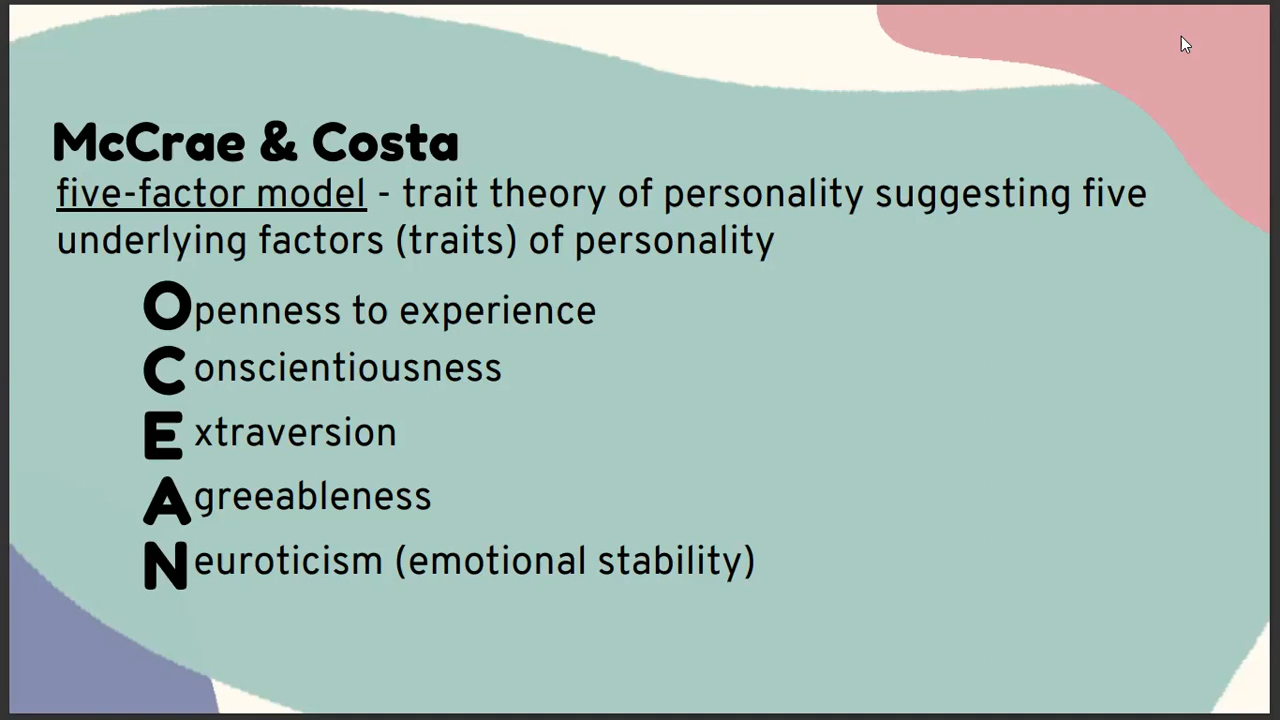 McCrae & Costa
five-factor model - trait theory of personality suggesting five
underlying factors (traits) of personality
Openness to experience
Conscientiousness
Extraversion
Agreeableness
Neuroticism (emotional stability)